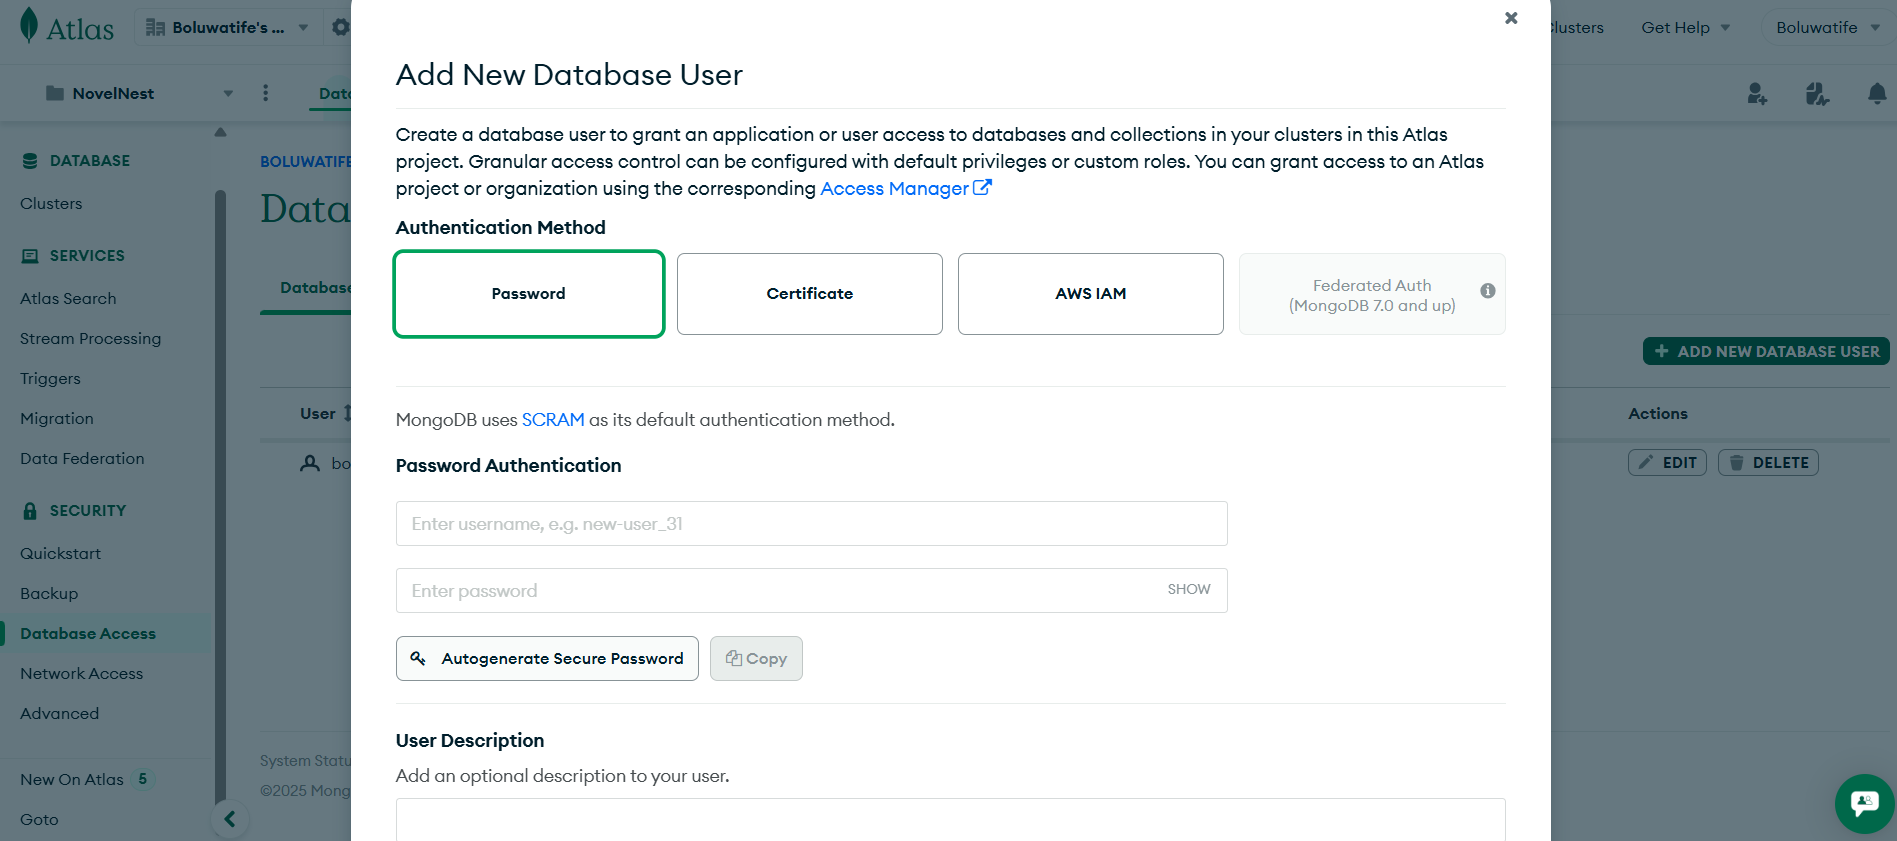 Atlas
Boluwatife's ...
Clusters
Get Help
Boluwatife
NovelNest
DATABASE
Clusters
SERVICES
Atlas Search
Stream Processing
Triggers
Migration
Data Federation
SECURITY
Quickstart
Backup
Database Access
Network Access
Advanced
New On Atlas 5
Goto
BOLUWATIFE
Data
Database
User
bo
System Statu
©2025 Mong
Add New Database User
Create a database user to grant an application or user access to databases and collections in your clusters in this Atlas
project. Granular access control can be configured with default privileges or custom roles. You can grant access to an Atlas
project or organization using the corresponding Access Manager
Authentication Method
Password
Certificate
AWS IAM
Federated Auth
(MongoDB 7.0 and up)
MongoDB uses SCRAM as its default authentication method.
Password Authentication
Enter username, e.g. new-user_31
Enter password
SHOW
Autogenerate Secure Password
Copy
User Description
Add an optional description to your user.
+ ADD NEW DATABASE USER
Actions
EDIT
DELETE